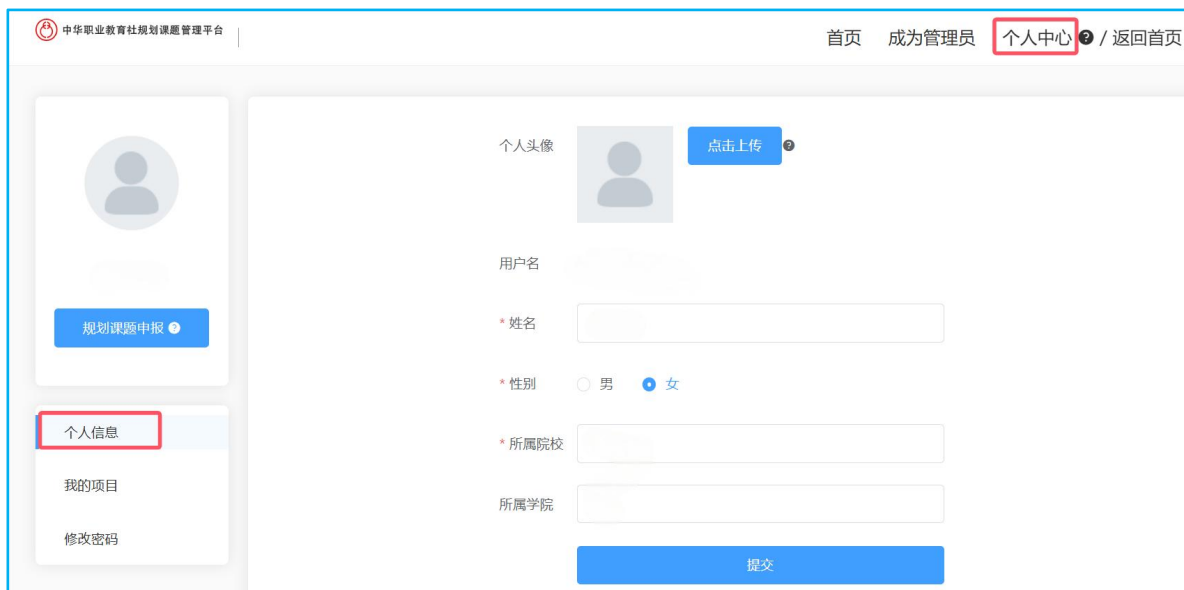 中华职业教育社规划课题管理平台
首页 成为管理员 个人中心 ? / 返回首页
规划课题申报 ?
个人信息
我的项目
修改密码
个人头像 点击上传 ?
用户名
* 姓名
* 性别 男 女
* 所属院校
所属学院
提交